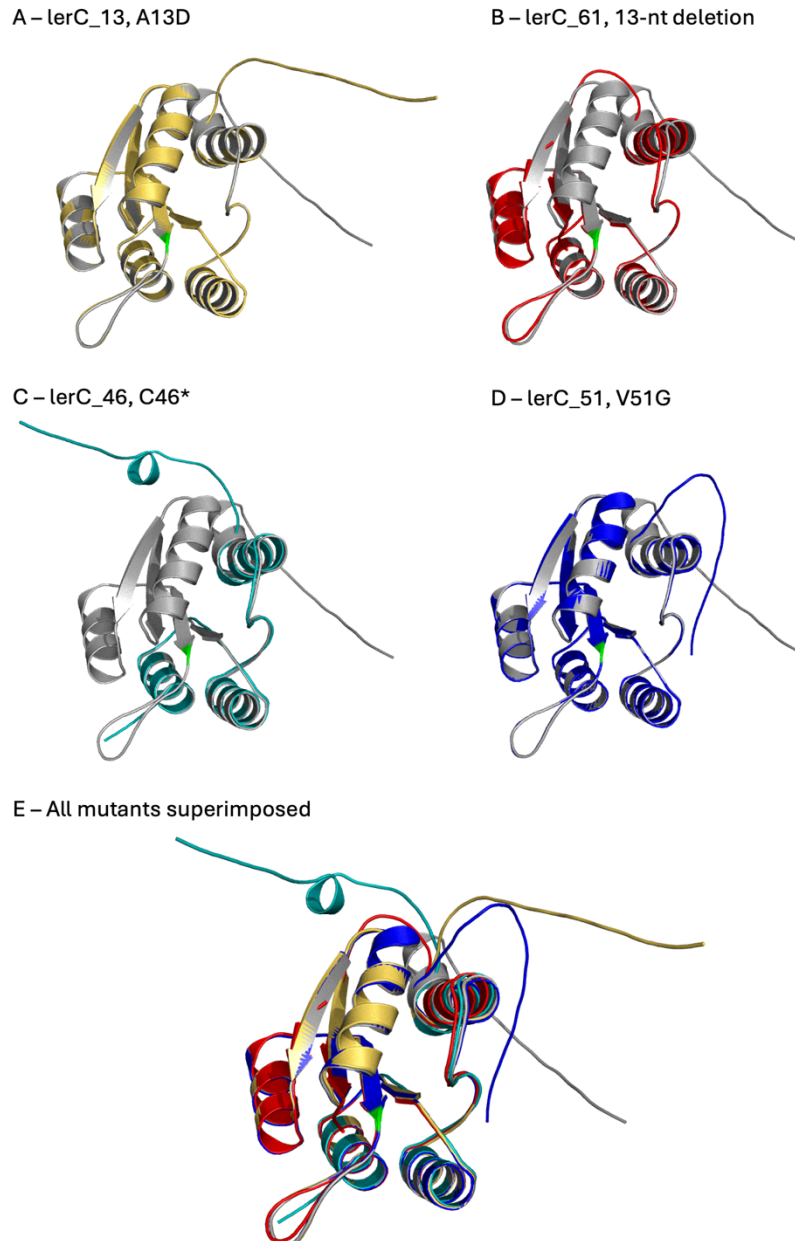 A – lerC_13, A13D
B – lerC_61, 13-nt deletion
C – lerC_46, C46*
D – lerC_51, V51G
E – All mutants superimposed